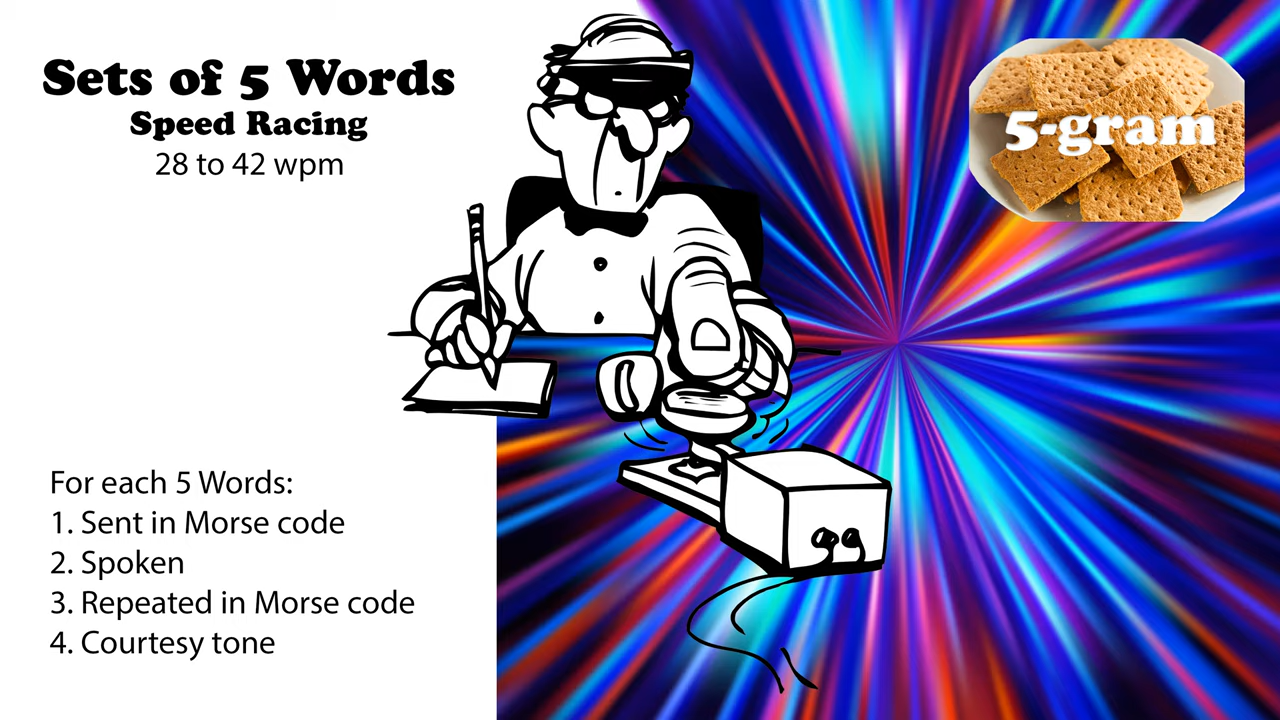 Sets of 5 Words
Speed Racing
28 to 42 wpm
5-gram
For each 5 Words:
1. Sent in Morse code
2. Spoken
3. Repeated in Morse code
4. Courtesy tone